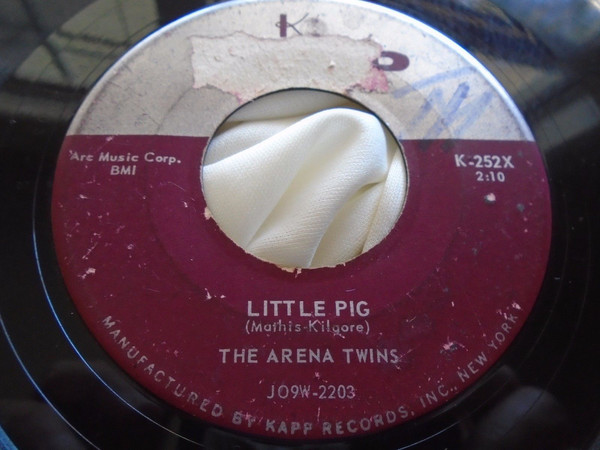 K P
Arc Music Corp.
BMI
K-252X
2:10
LITTLE PIG
(Mathis-Kilgore)
THE ARENA TWINS
JO9W-2203
MANUFACTURED BY KAPP RECORDS, INC., NEW YORK